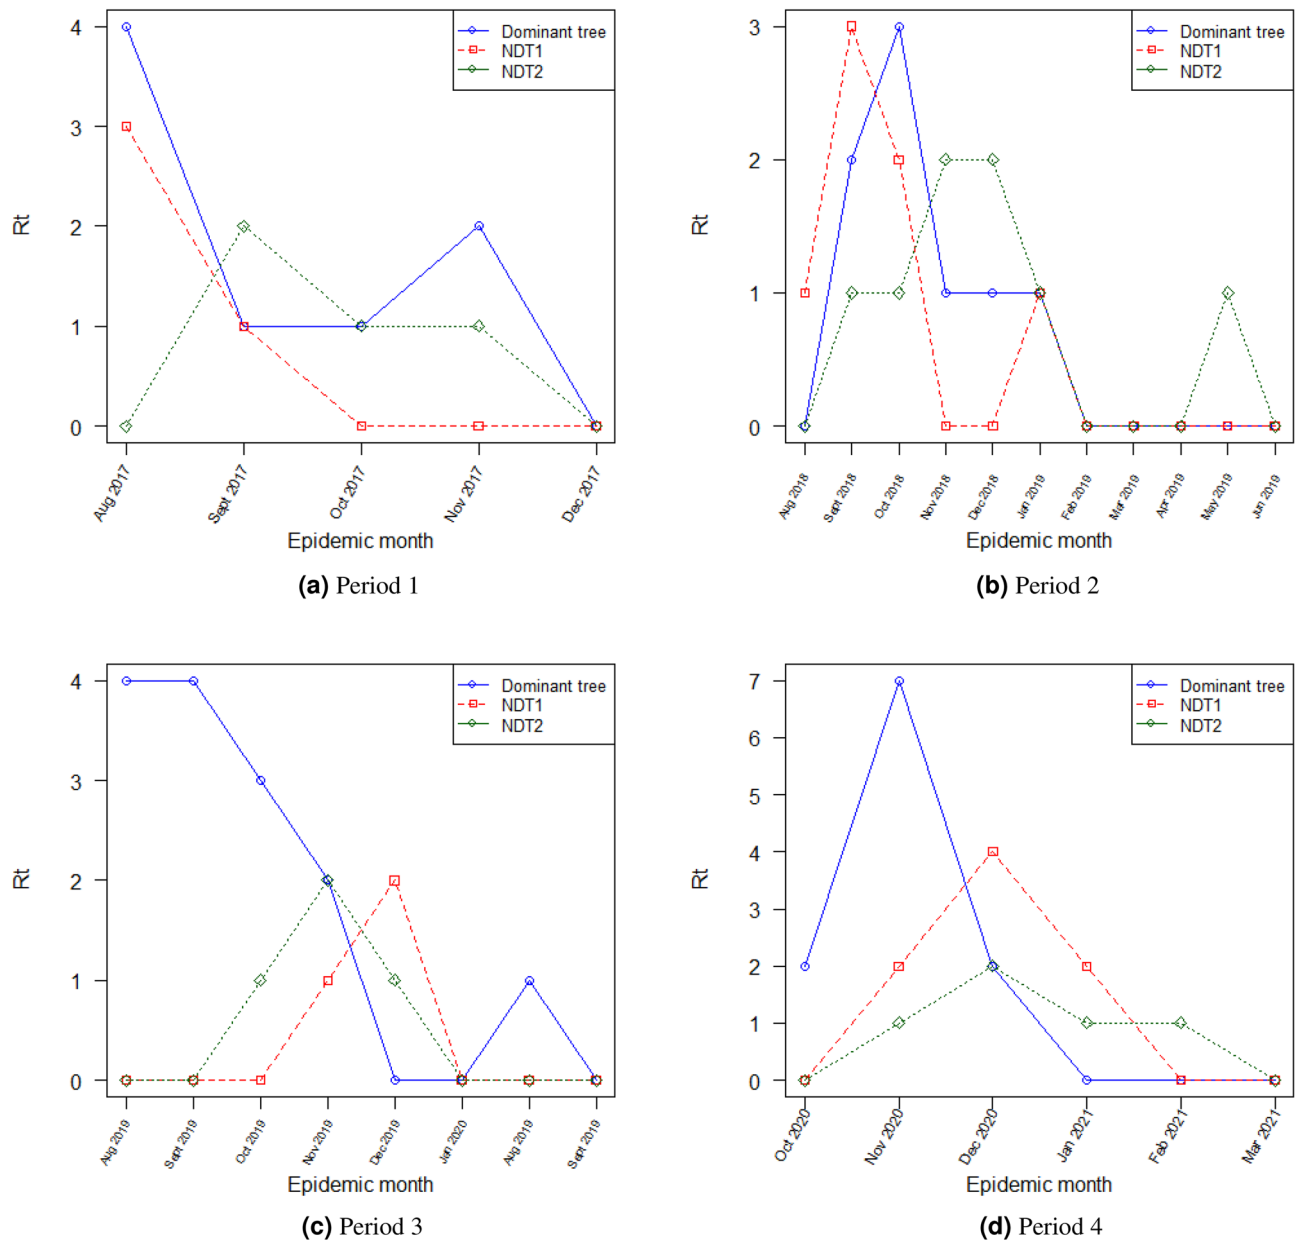 4
3
2
1
0
Rt
Dominant tree
NDT1
NDT2
Aug 2017
Sept 2017
Oct 2017
Nov 2017
Dec 2017
Epidemic month
(a) Period 1
3
2
1
0
Rt
Dominant tree
NDT1
NDT2
Aug 2018
Sept 2018
Oct 2018
Nov 2018
Dec 2018
Jan 2019
Feb 2019
Mar 2019
Apr 2019
May 2019
Jun 2019
Epidemic month
(b) Period 2
4
3
2
1
0
Rt
Dominant tree
NDT1
NDT2
Aug 2019
Sept 2019
Oct 2019
Nov 2019
Dec 2019
Jan 2020
Aug 2019
Sept 2019
Epidemic month
(c) Period 3
7
6
5
4
3
2
1
0
Rt
Dominant tree
NDT1
NDT2
Oct 2020
Nov 2020
Dec 2020
Jan 2021
Feb 2021
Mar 2021
Epidemic month
(d) Period 4